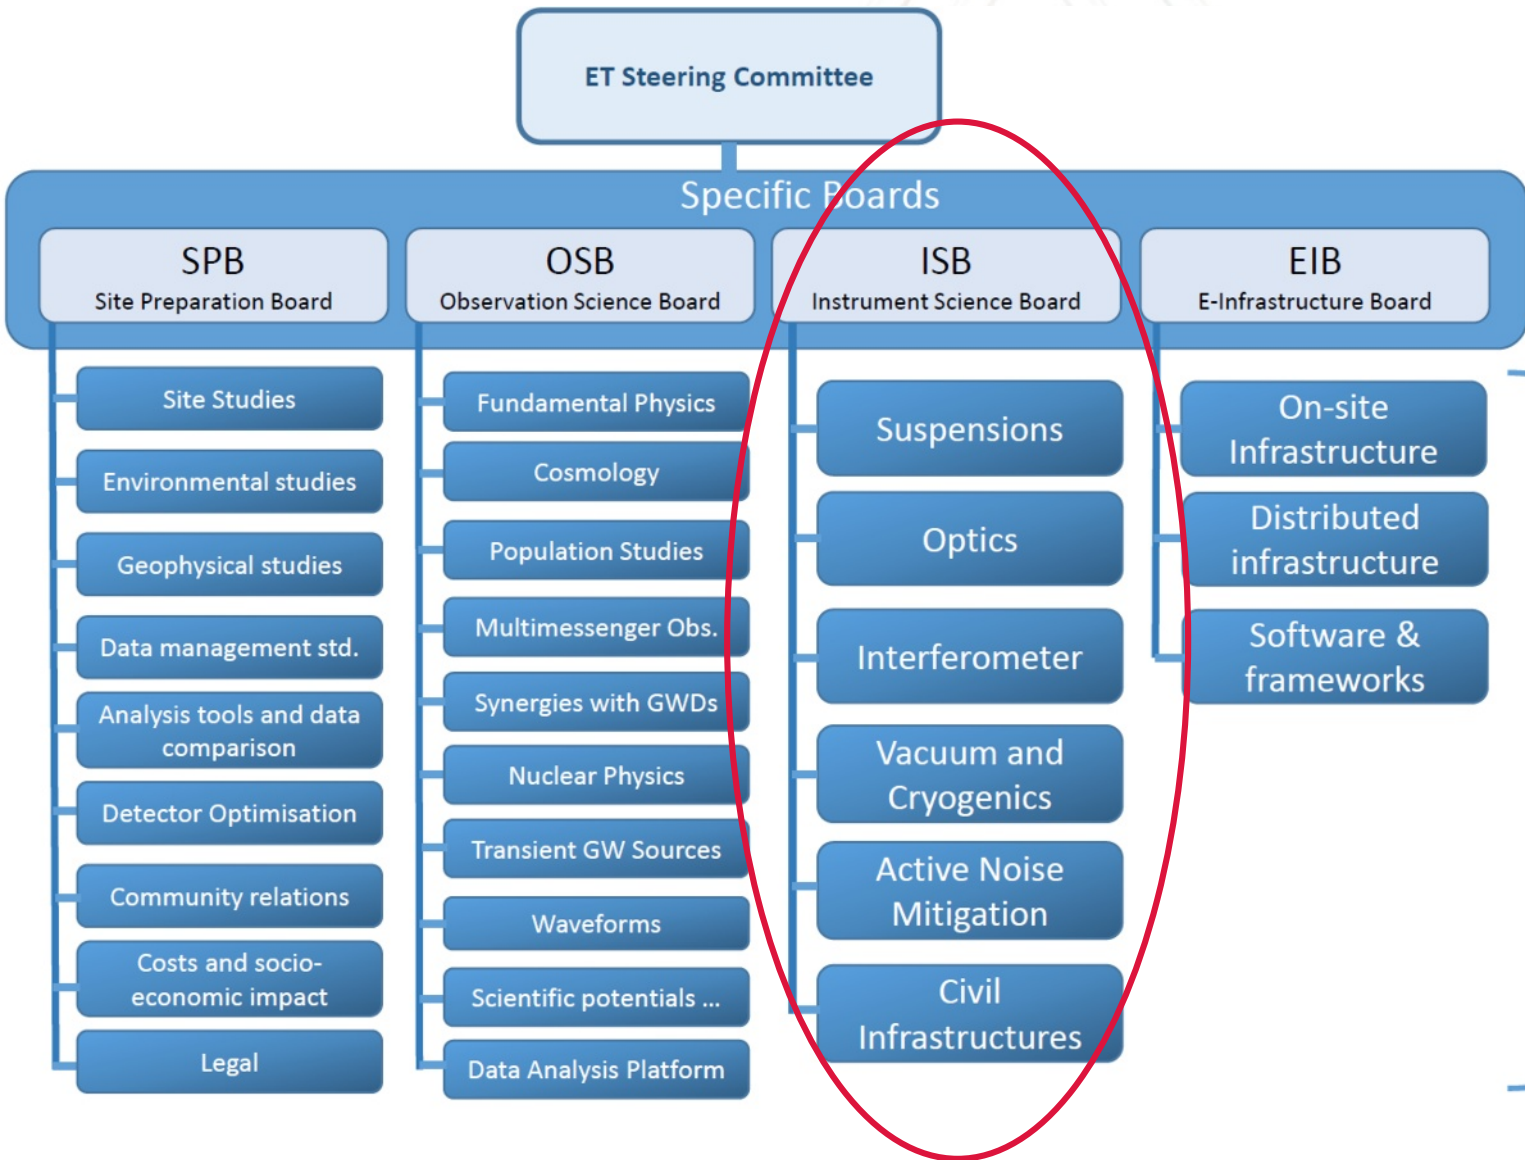 ET Steering Committee
Specific Boards
SPB
Site Preparation Board
Site Studies
Environmental studies
Geophysical studies
Data management std.
Analysis tools and data
comparison
Detector Optimisation
Community relations
Costs and socio-
economic impact
Legal
OSB
Observation Science Board
Fundamental Physics
Cosmology
Population Studies
Multimessenger Obs.
Synergies with GWDs
Nuclear Physics
Transient GW Sources
Waveforms
Scientific potentials ...
Data Analysis Platform
ISB
Instrument Science Board
Suspensions
Optics
Interferometer
Vacuum and
Cryogenics
Active Noise
Mitigation
Civil
Infrastructures
EIB
E-Infrastructure Board
On-site
Infrastructure
Distributed
infrastructure
Software &
frameworks